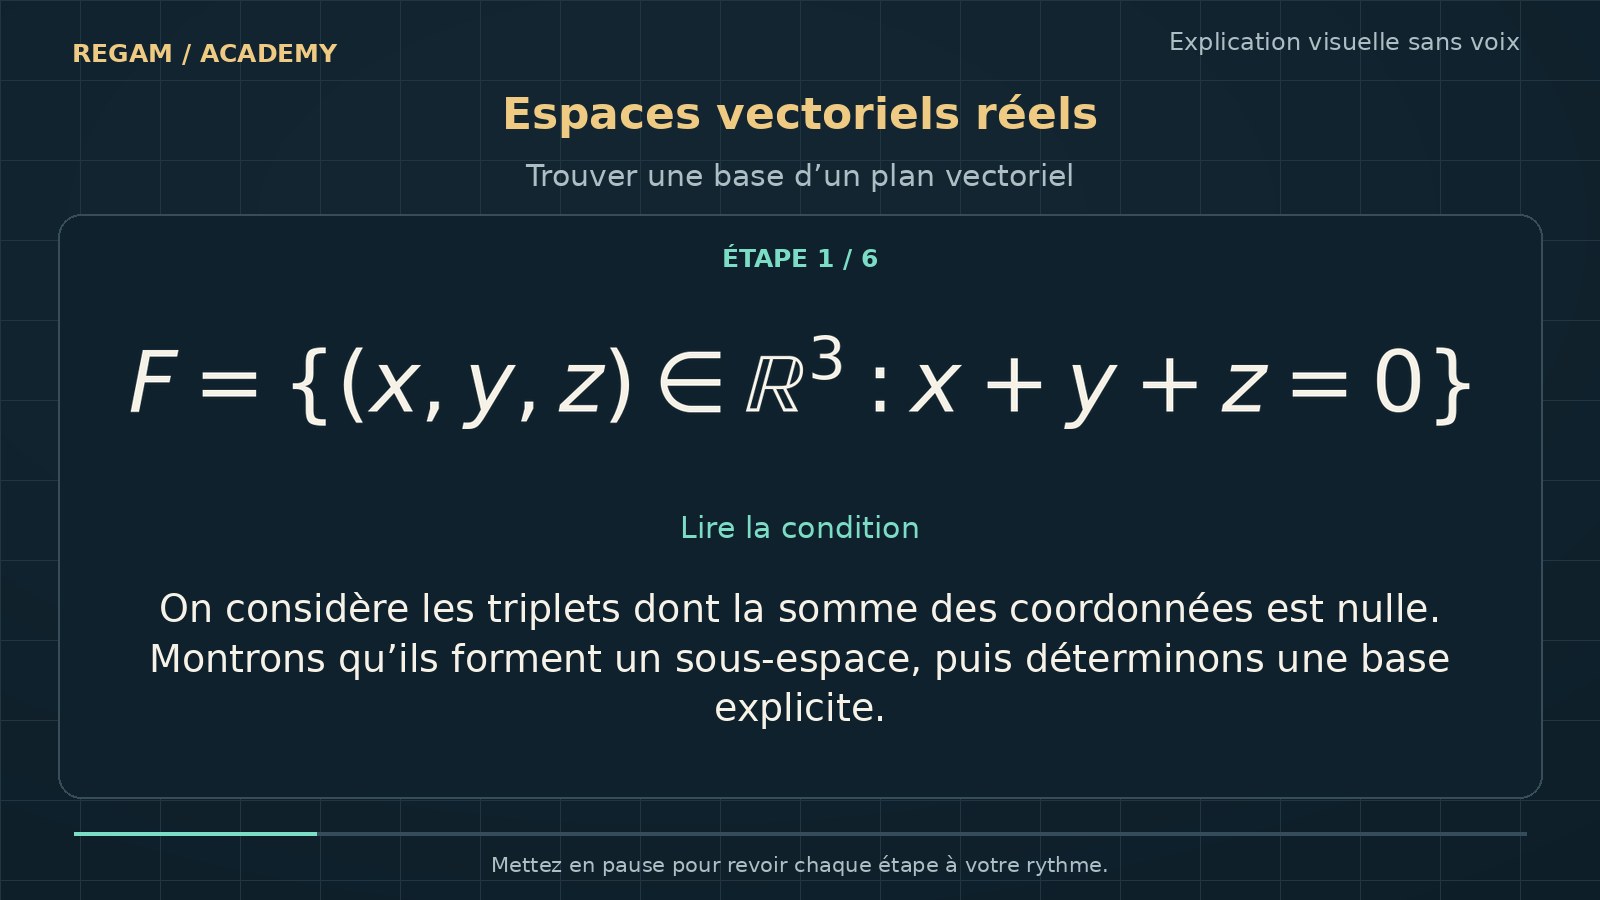 REGAM / ACADEMY
Explication visuelle sans voix
Espaces vectoriels réels
Trouver une base d’un plan vectoriel
ÉTAPE 1 / 6
F = {(x, y, z) ∈ ℝ³ : x + y + z = 0}
Lire la condition
On considère les triplets dont la somme des coordonnées est nulle.
Montrons qu’ils forment un sous-espace, puis déterminons une base
explicite.
Mettez en pause pour revoir chaque étape à votre rythme.